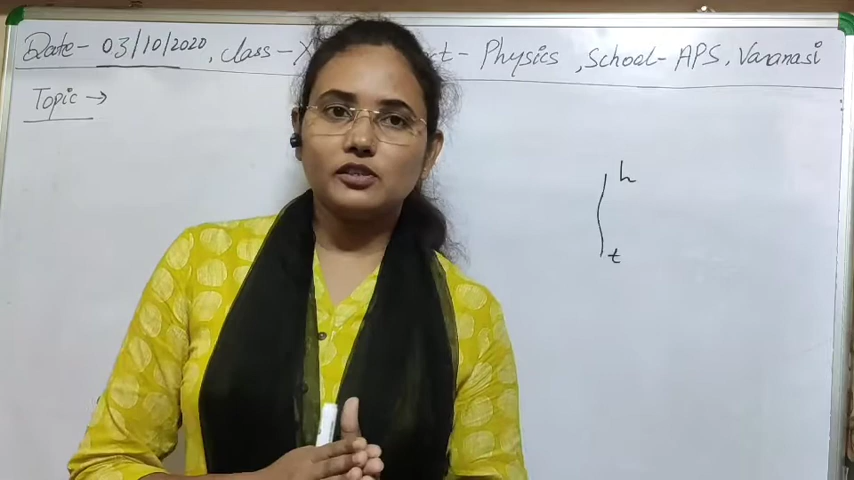 Date - 03/10/2020, class - X t - Physics , School - APS, Varanasi
Topic →
h
t